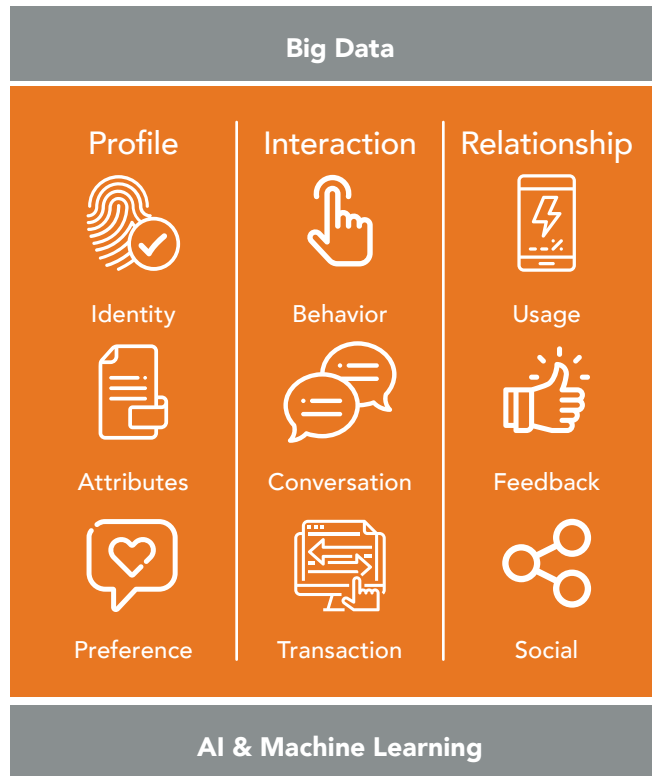 Big Data
Profile
Interaction
Relationship
Identity
Behavior
Usage
Attributes
Conversation
Feedback
Preference
Transaction
Social
AI & Machine Learning